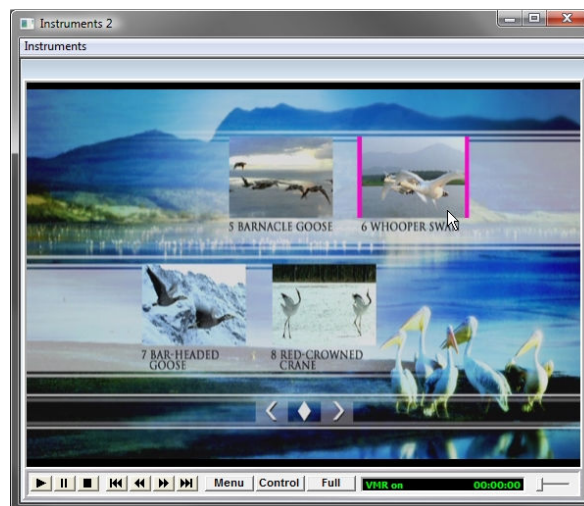 Instruments 2
Instruments
5 BARNACLE GOOSE
6 WHOOPER SWAN
7 BAR-HEADED
GOOSE
8 RED-CROWNED
CRANE
Menu
Control
Full
VMR on
00:00:00